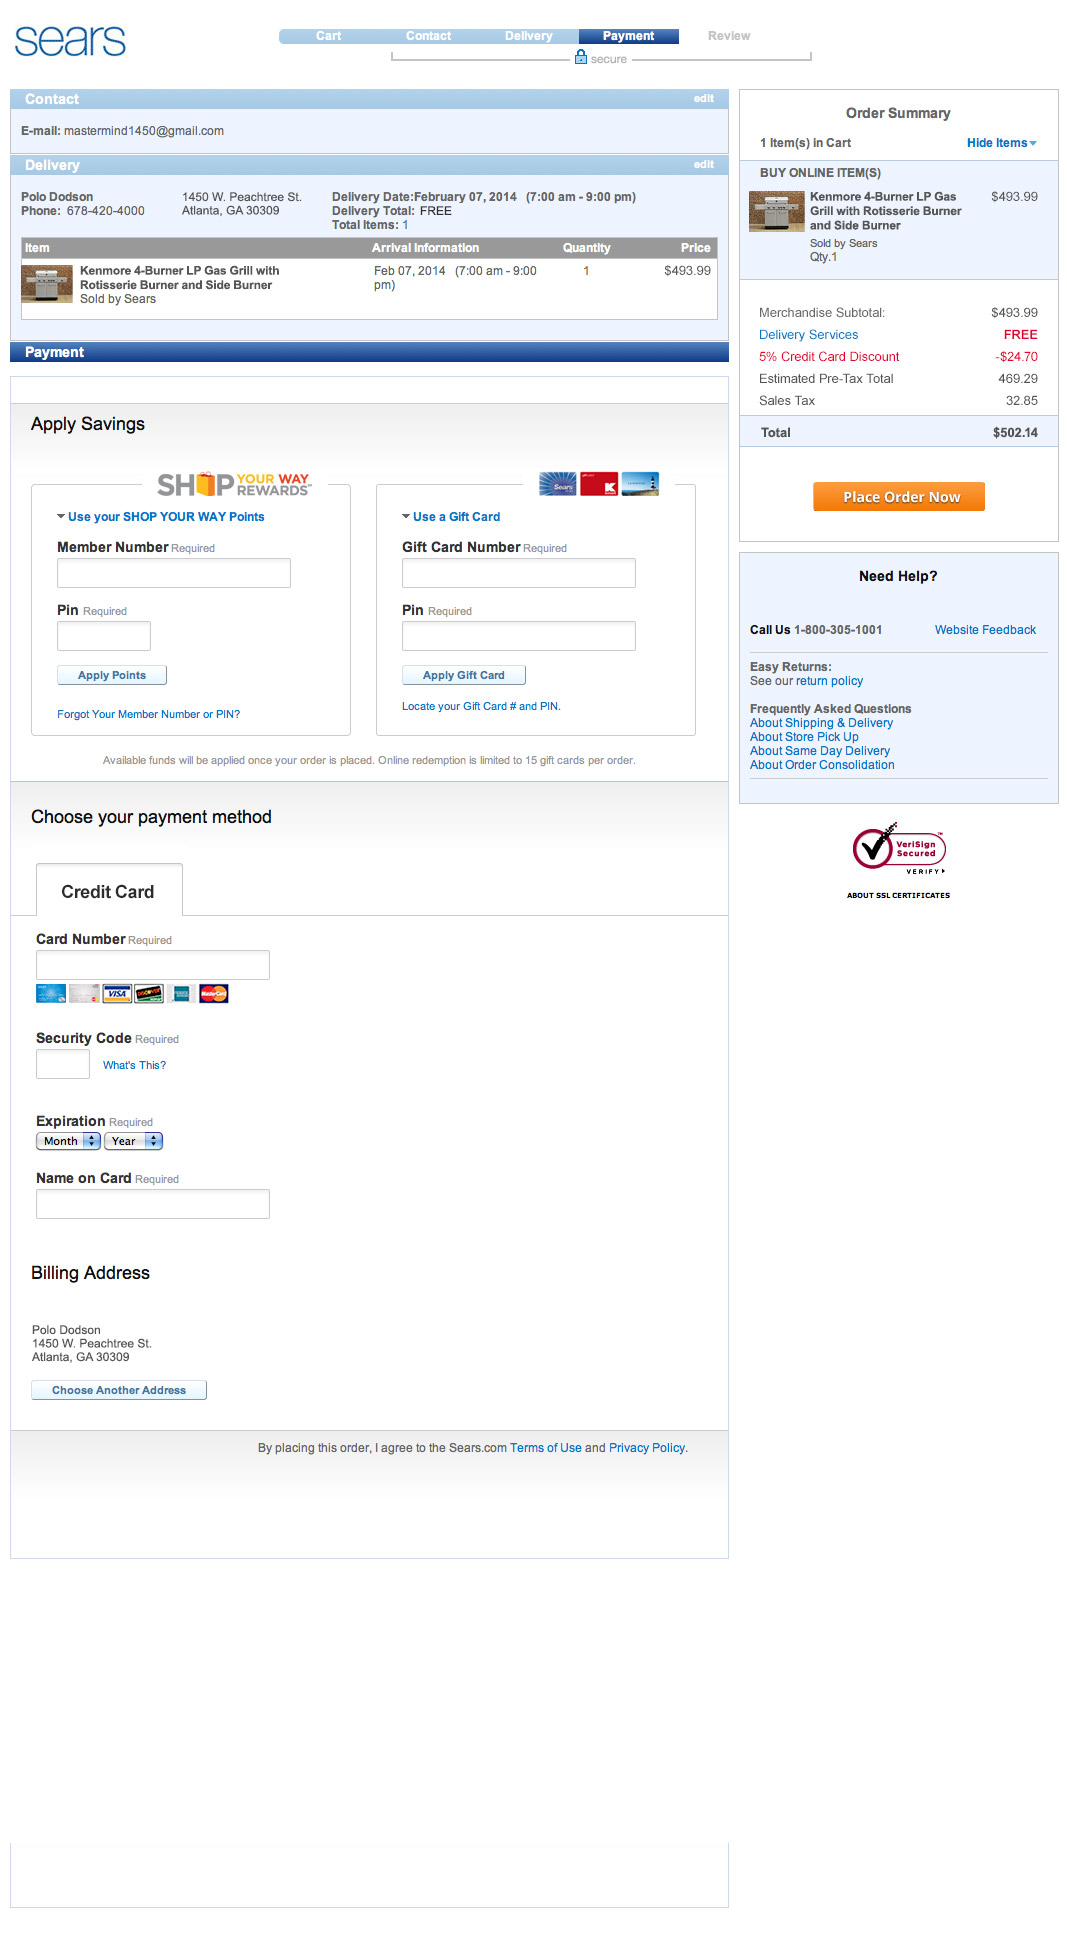 sears
Cart Contact Delivery Payment Review
secure
Contact edit
E-mail: mastermind1450@gmail.com
Delivery edit
Polo Dodson 1450 W. Peachtree St. Delivery Date:February 07, 2014 (7:00 am - 9:00 pm)
Phone: 678-420-4000 Atlanta, GA 30309 Delivery Total: FREE
Total Items: 1
Item Arrival Information Quantity Price
Kenmore 4-Burner LP Gas Grill with Feb 07, 2014 (7:00 am - 9:00 1 $493.99
Rotisserie Burner and Side Burner pm)
Sold by Sears
Payment
Apply Savings
SHOP YOUR WAY
REWARDS
Use your SHOP YOUR WAY Points
Member Number Required
Pin Required
Apply Points
Forgot Your Member Number or PIN?
Sears K
Use a Gift Card
Gift Card Number Required
Pin Required
Apply Gift Card
Locate your Gift Card # and PIN.
Available funds will be applied once your order is placed. Online redemption is limited to 15 gift cards per order.
Choose your payment method
Credit Card
Card Number Required
VISA DISCOVER MasterCard
Security Code Required
What's This?
Expiration Required
Month Year
Name on Card Required
Billing Address
Polo Dodson
1450 W. Peachtree St.
Atlanta, GA 30309
Choose Another Address
By placing this order, I agree to the Sears.com Terms of Use and Privacy Policy.
Order Summary
1 Item(s) in Cart Hide Items
BUY ONLINE ITEM(S)
Kenmore 4-Burner LP Gas $493.99
Grill with Rotisserie Burner
and Side Burner
Sold by Sears
Qty.1
Merchandise Subtotal: $493.99
Delivery Services FREE
5% Credit Card Discount -$24.70
Estimated Pre-Tax Total 469.29
Sales Tax 32.85
Total $502.14
Place Order Now
Need Help?
Call Us 1-800-305-1001 Website Feedback
Easy Returns:
See our return policy
Frequently Asked Questions
About Shipping & Delivery
About Store Pick Up
About Same Day Delivery
About Order Consolidation
VeriSign
Secured
VERIFY
ABOUT SSL CERTIFICATES